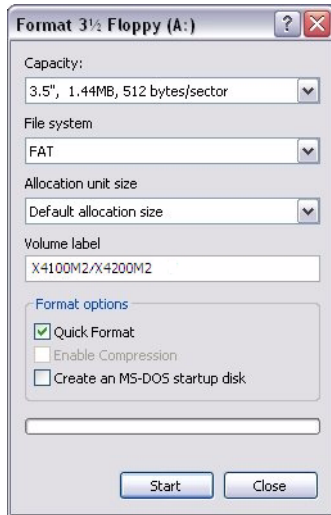 Format 3½ Floppy (A:)
Capacity:
3.5", 1.44MB, 512 bytes/sector
File system
FAT
Allocation unit size
Default allocation size
Volume label
X4100M2/X4200M2
Format options
Quick Format
Enable Compression
Create an MS-DOS startup disk
Start Close